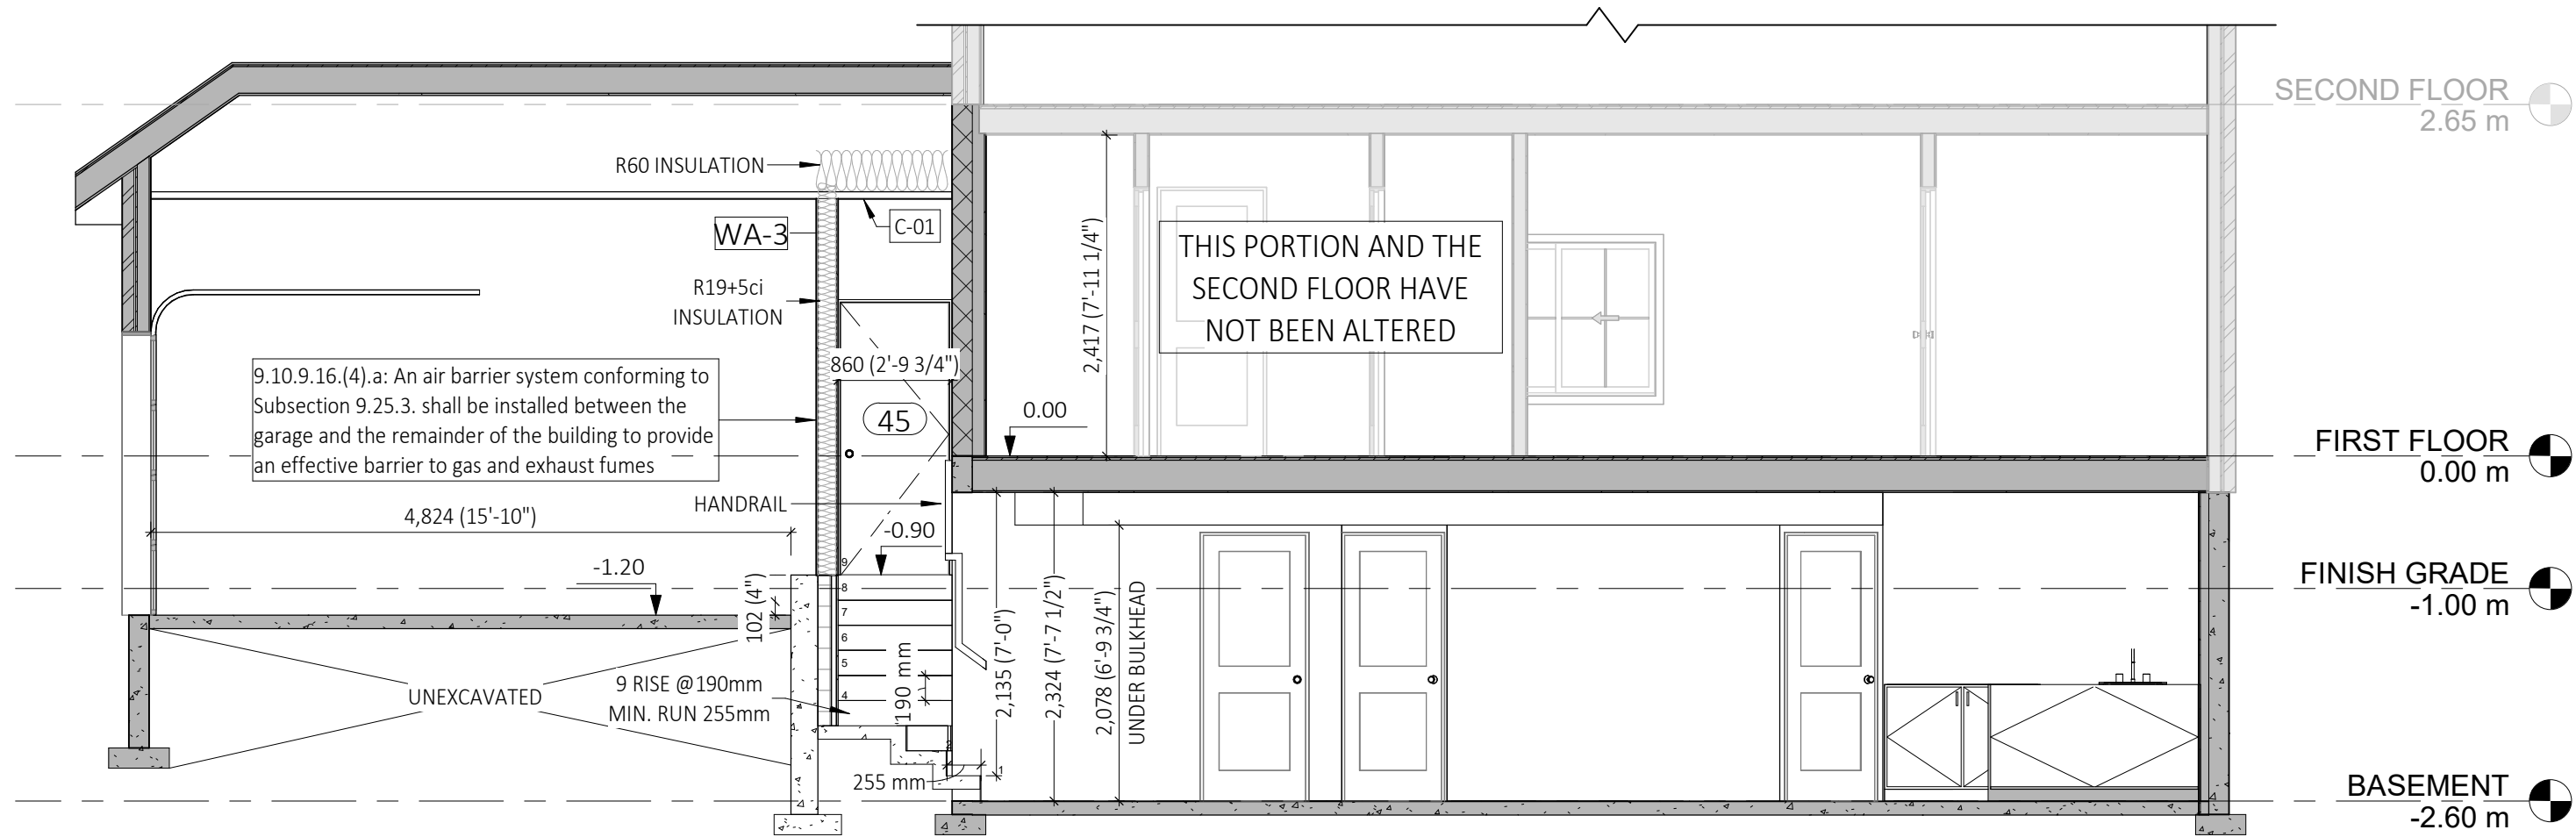 SECOND FLOOR
2.65 m
R60 INSULATION
C-01
WA-3
R19+5ci
INSULATION
860 (2'-9 3/4")
45
2,417 (7'-11 1/4")
THIS PORTION AND THE
SECOND FLOOR HAVE
NOT BEEN ALTERED
9.10.9.16.(4).a: An air barrier system conforming to
Subsection 9.25.3. shall be installed between the
garage and the remainder of the building to provide
an effective barrier to gas and exhaust fumes
0.00
FIRST FLOOR
0.00 m
HANDRAIL
4,824 (15'-10")
-0.90
-1.20
FINISH GRADE
-1.00 m
102 (4")
9
8
7
6
5
4
190 mm
9 RISE @190mm
MIN. RUN 255mm
UNEXCAVATED
255 mm
1
2,135 (7'-0")
2,324 (7'-7 1/2")
2,078 (6'-9 3/4")
UNDER BULKHEAD
BASEMENT
-2.60 m